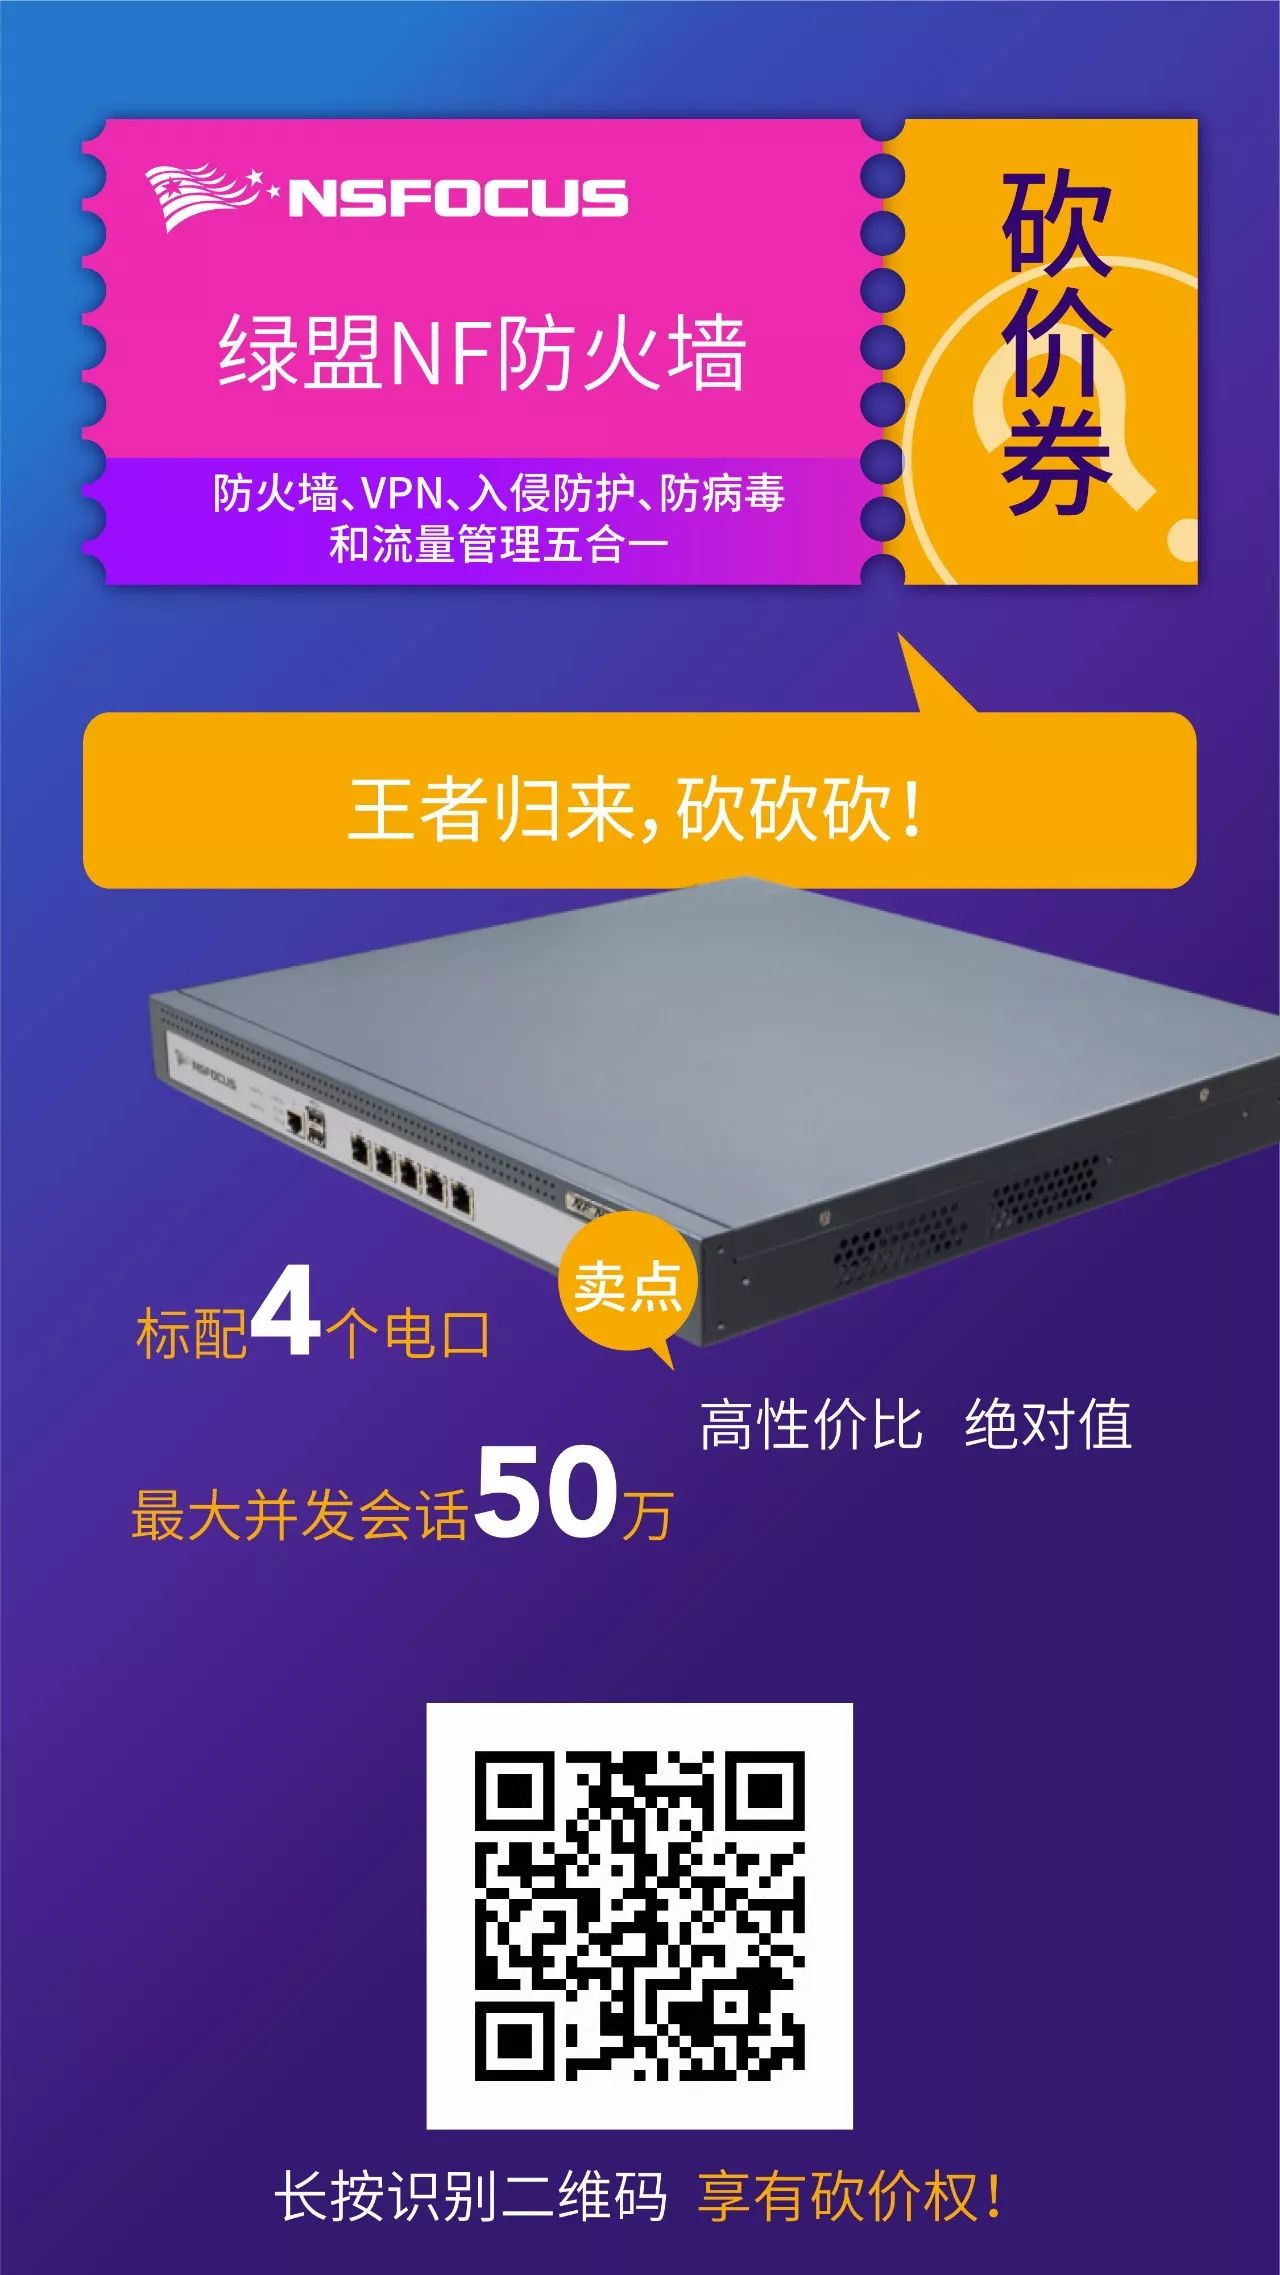 NSFOCUS
绿盟NF防火墙
防火墙、VPN、入侵防护、防病毒
和流量管理五合一
砍价券
王者归来,砍砍砍!
NSFOCUS
卖点
标配4个电口
高性价比 绝对值
最大并发会话50万
长按识别二维码 享有砍价权!